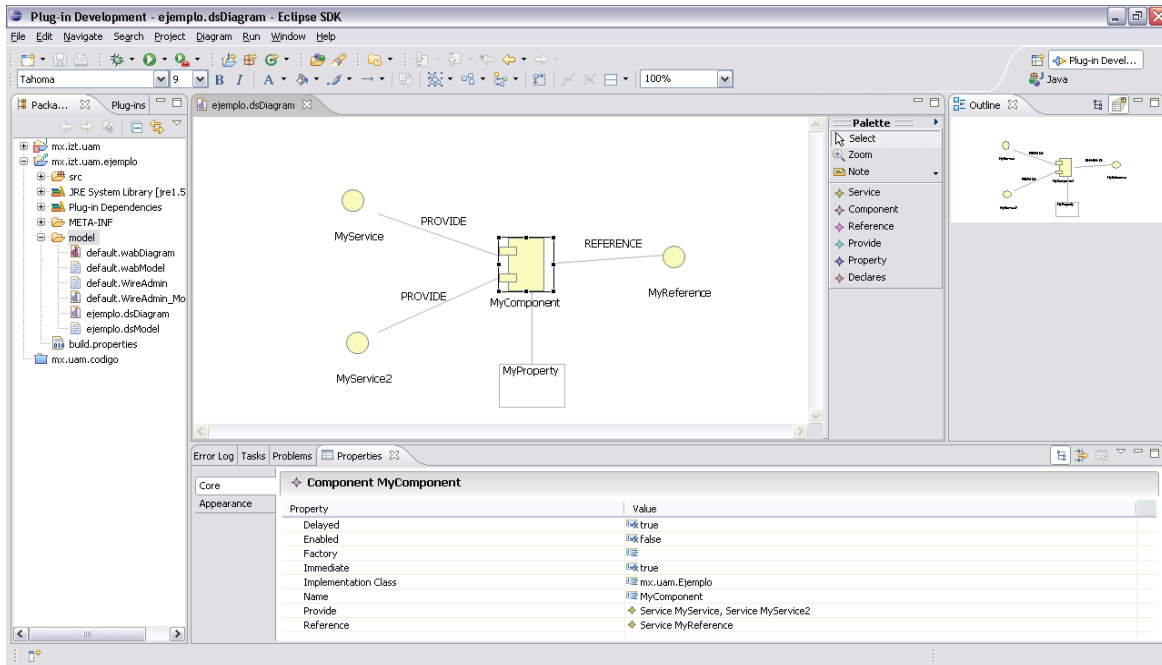 Plug-in Development - ejemplo.dsDiagram - Eclipse SDK
File Edit Navigate Search Project Diagram Run Window Help
Plug-in Devel...
Tahoma 9 B I A 100% Java
Packa... Plug-ins
ejemplo.dsDiagram
Outline
mx.izt.uam
mx.izt.uam.ejemplo
src
JRE System Library [jre1.5
Plug-in Dependencies
META-INF
model
default.wabDiagram
default.wabModel
default.WireAdmin
default.WireAdmin_Mo
ejemplo.dsDiagram
ejemplo.dsModel
build.properties
mx.uam.codigo
MyService
PROVIDE
REFERENCE
MyComponent
MyReference
PROVIDE
MyService2
MyProperty
Palette
Select
Zoom
Note
Service
Component
Reference
Provide
Property
Declares
Error Log Tasks Problems Properties
Core
Appearance
Component MyComponent
Property Value
Delayed true
Enabled false
Factory
Immediate true
Implementation Class mx.uam.Ejemplo
Name MyComponent
Provide Service MyService, Service MyService2
Reference Service MyReference